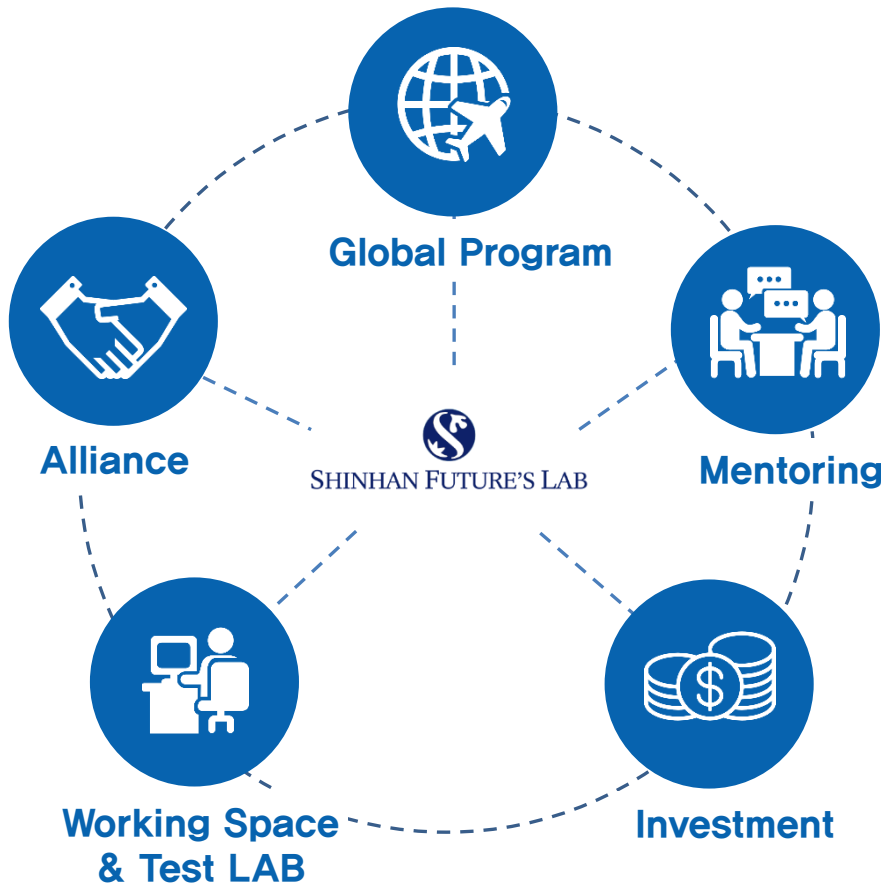 Global Program
Alliance
Mentoring
SHINHAN FUTURE'S LAB
$
Working Space
& Test LAB
Investment